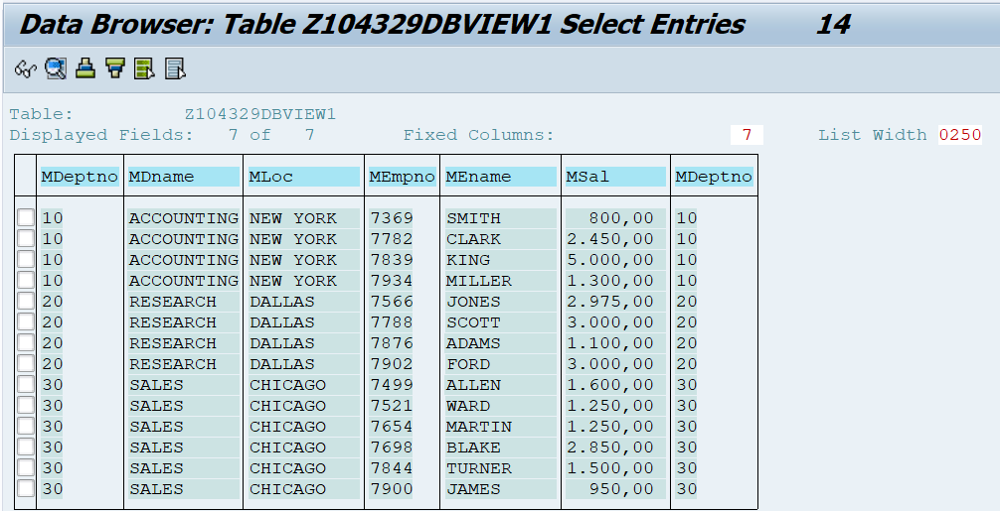 Data Browser: Table Z104329DBVIEW1 Select Entries 14
Table: Z104329DBVIEW1
Displayed Fields: 7 of 7 Fixed Columns: 7 List Width 0250
MDeptno MDname MLoc MEmpno MEname MSal MDeptno
10 ACCOUNTING NEW YORK 7369 SMITH 800,00 10
10 ACCOUNTING NEW YORK 7782 CLARK 2.450,00 10
10 ACCOUNTING NEW YORK 7839 KING 5.000,00 10
10 ACCOUNTING NEW YORK 7934 MILLER 1.300,00 10
20 RESEARCH DALLAS 7566 JONES 2.975,00 20
20 RESEARCH DALLAS 7788 SCOTT 3.000,00 20
20 RESEARCH DALLAS 7876 ADAMS 1.100,00 20
20 RESEARCH DALLAS 7902 FORD 3.000,00 20
30 SALES CHICAGO 7499 ALLEN 1.600,00 30
30 SALES CHICAGO 7521 WARD 1.250,00 30
30 SALES CHICAGO 7654 MARTIN 1.250,00 30
30 SALES CHICAGO 7698 BLAKE 2.850,00 30
30 SALES CHICAGO 7844 TURNER 1.500,00 30
30 SALES CHICAGO 7900 JAMES 950,00 30